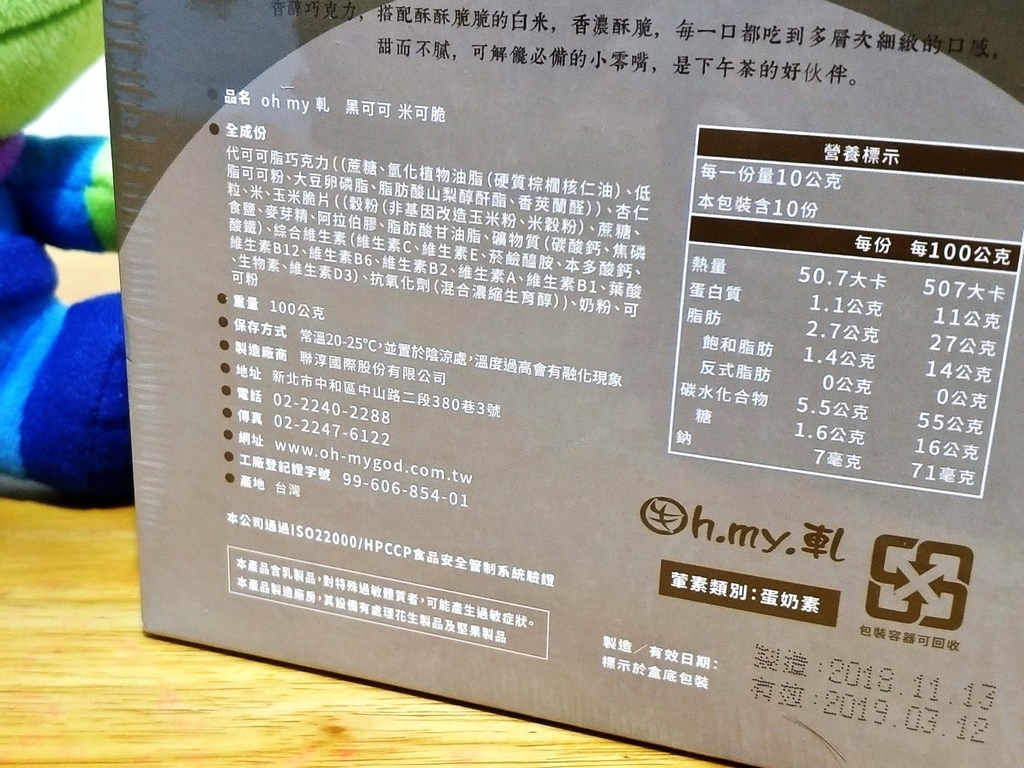 香醇巧克力，搭配酥酥脆脆的白米，香濃酥脆，每一口都吃到多層次細緻的口感，
甜而不膩，可解饞必備的小零嘴，是下午茶的好伙伴。
品名 oh my 軋 黑可可 米可脆
全成份
代可可脂巧克力((蔗糖、氫化植物油脂(硬質棕櫚核仁油)、低
脂可可粉、大豆卵磷脂、脂肪酸山梨醇酐酯、香莢蘭醛))、杏仁
粒、米、玉米脆片((穀粉(非基因改造玉米粉、米穀粉)、蔗糖、
食鹽、麥芽精、阿拉伯膠、脂肪酸甘油脂、礦物質(碳酸鈣、焦磷
酸鐵)、綜合維生素(維生素C、維生素E、菸鹼醯胺、本多酸鈣、
維生素B12、維生素B6、維生素B2、維生素A、維生素B1、葉酸
、生物素、維生素D3)、抗氧化劑(混合濃縮生育醇))、奶粉、可
可粉
重量 100公克
保存方式 常溫20-25°C,並置於陰涼處,溫度過高會有融化現象
製造廠商 聯淳國際股份有限公司
地址 新北市中和區中山路二段380巷3號
電話 02-2240-2288
傳真 02-2247-6122
網址 www.oh-mygod.com.tw
工廠登記證字號 99-606-854-01
產地 台灣
本公司通過ISO22000/HPCCP食品安全管制系統驗證
本產品含乳製品,對特殊過敏體質者,可能產生過敏症狀。
本產品製造廠房,其設備有處理花生製品及堅果製品
營養標示
每一份量10公克
本包裝含10份
每份 每100公克
熱量 50.7大卡 507大卡
蛋白質 1.1公克 11公克
脂肪 2.7公克 27公克
飽和脂肪 1.4公克 14公克
反式脂肪 0公克 0公克
碳水化合物 5.5公克 55公克
糖 1.6公克 16公克
鈉 7毫克 71毫克
oh.my.軋
葷素類別：蛋奶素
包裝容器可回收
製造／有效日期：
標示於盒底包裝
製造:2018.11.13
有效:2019.03.12